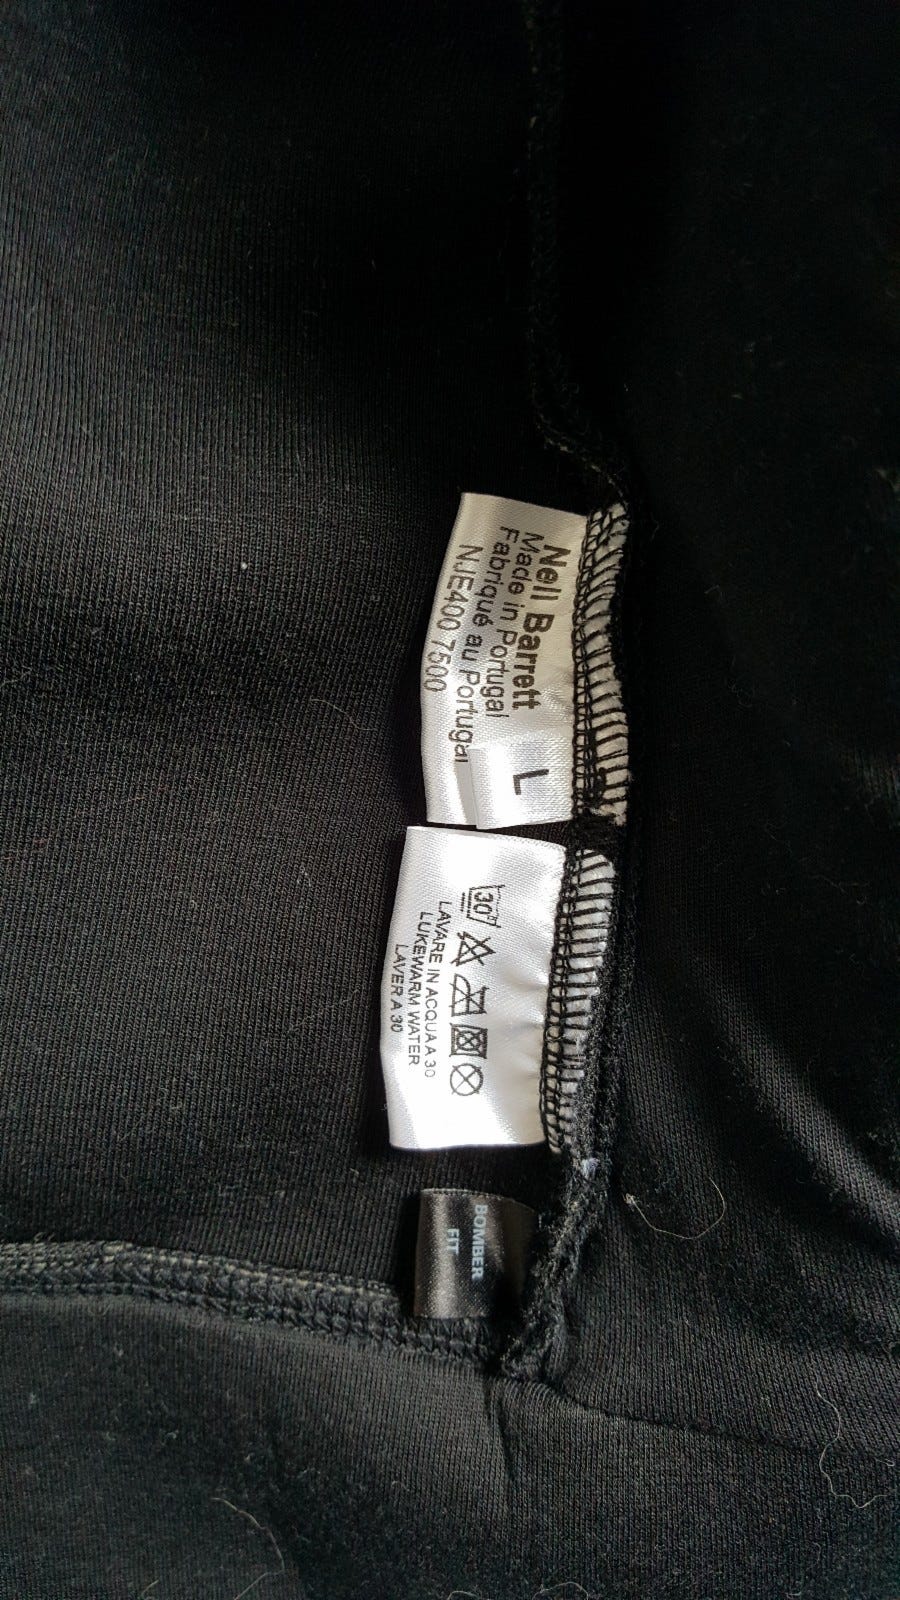 Neil Barrett
Made in Portugal
Fabriqué au Portugal
NJE400 7500
L
30°
LAVARE IN ACQUA A 30
LUKEWARM WATER
LAVER A 30
BOMBER
FIT